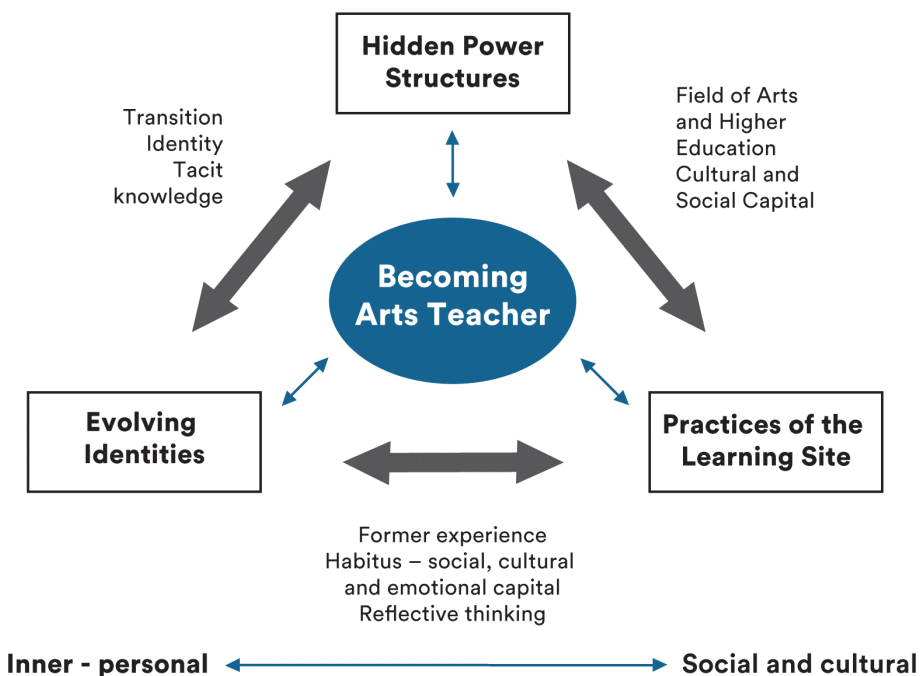 Hidden Power
Structures
Transition
Identity
Tacit
knowledge
Field of Arts
and Higher
Education
Cultural and
Social Capital
Becoming
Arts Teacher
Evolving
Identities
Practices of the
Learning Site
Former experience
Habitus – social, cultural
and emotional capital
Reflective thinking
Inner - personal
Social and cultural